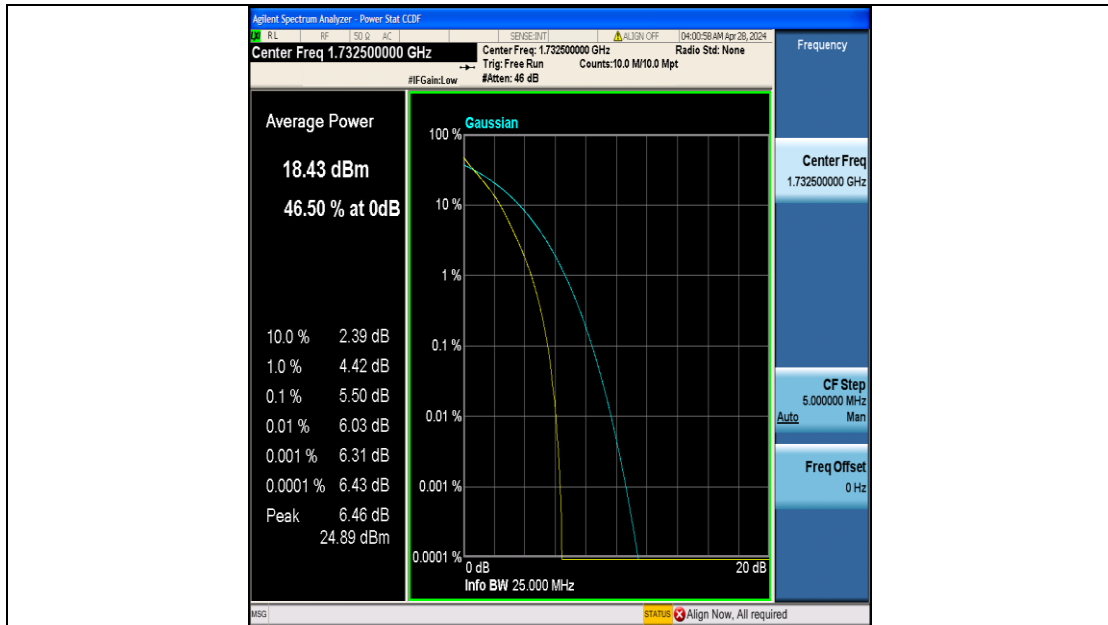 Agilent Spectrum Analyzer - Power Stat CCDF
LXI RL RF 50 Ω AC SENSE:INT ALIGN OFF 04:00:58 AM Apr 28, 2024
Center Freq 1.732500000 GHz
Center Freq: 1.732500000 GHz Radio Std: None
Trig: Free Run Counts:10.0 M/10.0 Mpt
#IFGain:Low #Atten: 46 dB
Frequency
Average Power
18.43 dBm
46.50 % at 0dB
10.0 % 2.39 dB
1.0 % 4.42 dB
0.1 % 5.50 dB
0.01 % 6.03 dB
0.001 % 6.31 dB
0.0001 % 6.43 dB
Peak 6.46 dB
24.89 dBm
Gaussian
100 %
10 %
1 %
0.1 %
0.01 %
0.001 %
0.0001 %
0 dB 20 dB
Info BW 25.000 MHz
Center Freq
1.732500000 GHz
CF Step
5.000000 MHz
Auto Man
Freq Offset
0 Hz
MSG STATUS Align Now, All required